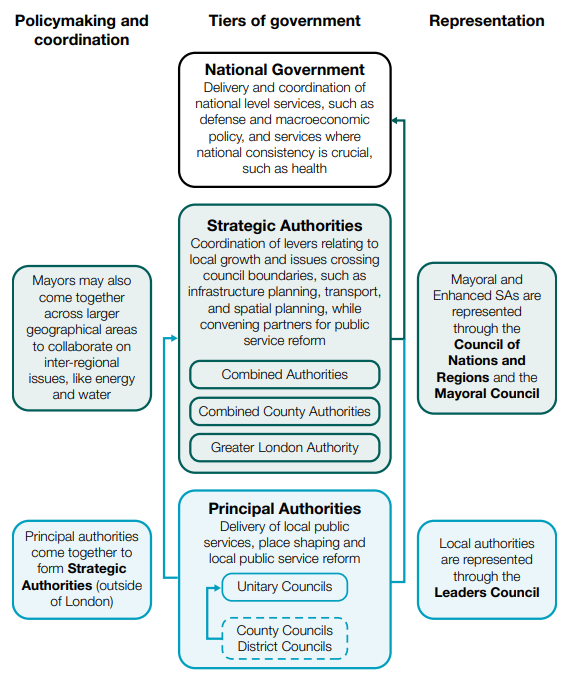 Policymaking and
coordination
Tiers of government
Representation
National Government
Delivery and coordination of
national level services, such as
defense and macroeconomic
policy, and services where
national consistency is crucial,
such as health
Strategic Authorities
Coordination of levers relating to
local growth and issues crossing
council boundaries, such as
infrastructure planning, transport,
and spatial planning, while
convening partners for public
service reform
Combined Authorities
Combined County Authorities
Greater London Authority
Mayors may also
come together
across larger
geographical areas
to collaborate on
inter-regional
issues, like energy
and water
Mayoral and
Enhanced SAs are
represented
through the
Council of
Nations and
Regions and the
Mayoral Council
Principal Authorities
Delivery of local public
services, place shaping and
local public service reform
Unitary Councils
County Councils
District Councils
Principal authorities
come together to
form Strategic
Authorities (outside
of London)
Local authorities
are represented
through the
Leaders Council